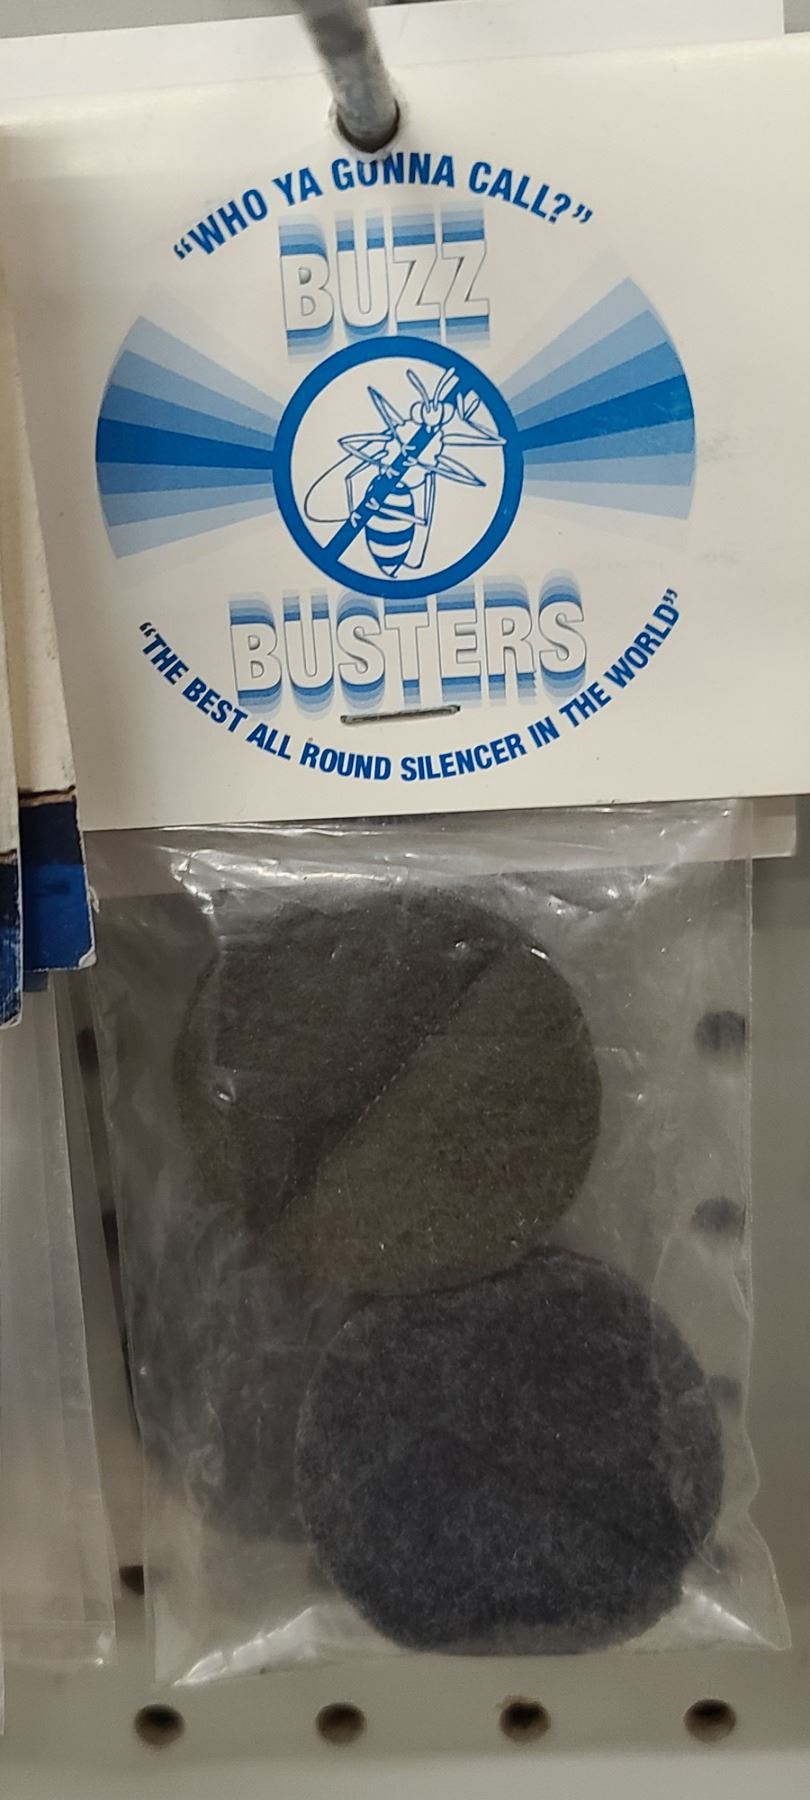 “WHO YA GONNA CALL?”
BUZZ
BUSTERS
“THE BEST ALL ROUND SILENCER IN THE WORLD”